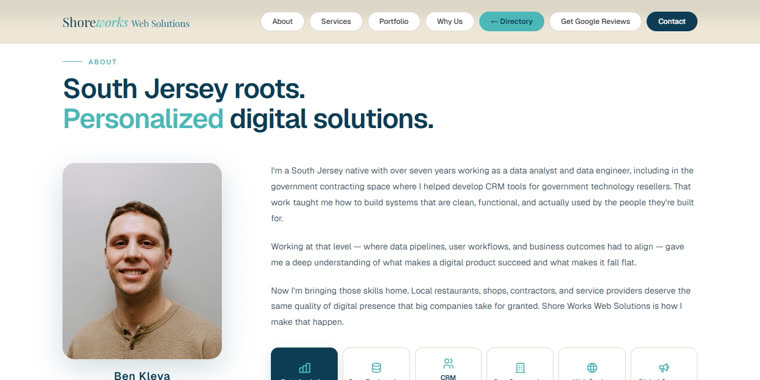 Shoreworks Web Solutions
About
Services
Portfolio
Why Us
← Directory
Get Google Reviews
Contact
ABOUT
South Jersey roots.
Personalized digital solutions.
I'm a South Jersey native with over seven years working as a data analyst and data engineer, including in the
government contracting space where I helped develop CRM tools for government technology resellers. That
work taught me how to build systems that are clean, functional, and actually used by the people they're built
for.
Working at that level — where data pipelines, user workflows, and business outcomes had to align — gave
me a deep understanding of what makes a digital product succeed and what makes it fall flat.
Now I'm bringing those skills home. Local restaurants, shops, contractors, and service providers deserve the
same quality of digital presence that big companies take for granted. Shore Works Web Solutions is how I
make that happen.
Ben Kleva
CRM